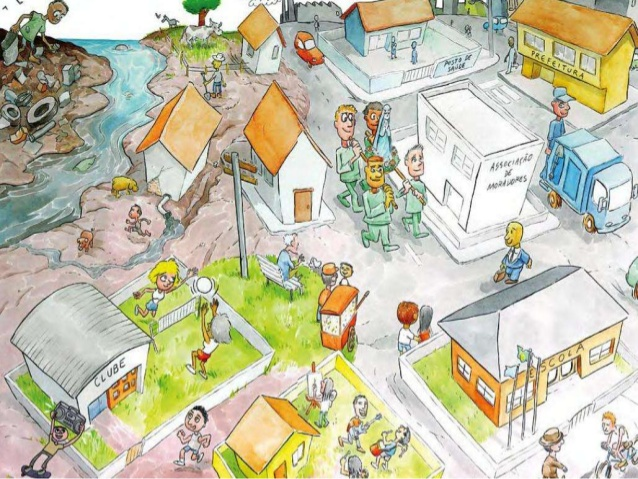 POSTO DE
SAÚDE
PREFEITURA
ASSOCIAÇÃO
DE
MORADORES
CLUBE
ESCOLA